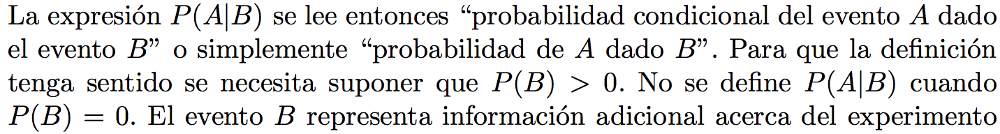 La expresión P(A|B) se lee entonces “probabilidad condicional del evento A dado
el evento B” o simplemente “probabilidad de A dado B”. Para que la definición
tenga sentido se necesita suponer que P(B) > 0. No se define P(A|B) cuando
P(B) = 0. El evento B representa información adicional acerca del experimento